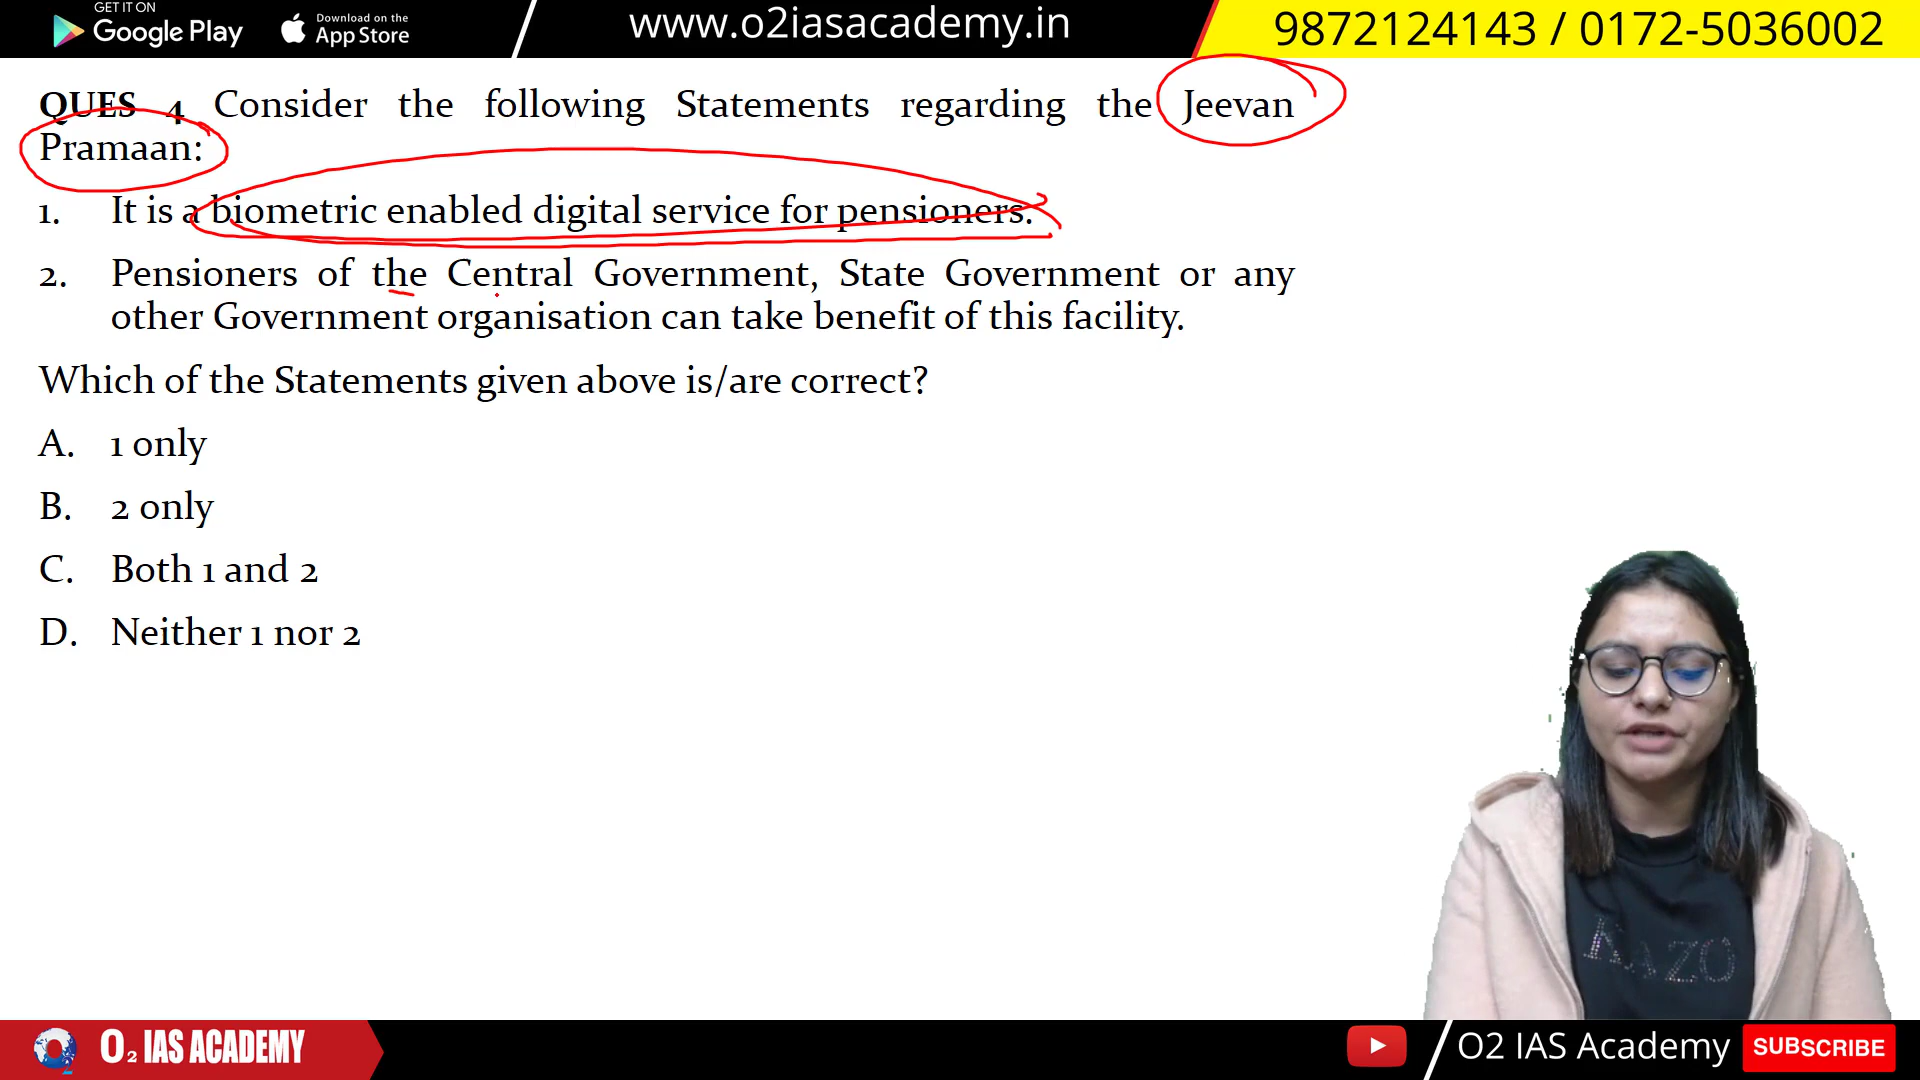 GET IT ON
Google Play
Download on the
App Store
www.o2iasacademy.in
9872124143 / 0172-5036002
QUES 4 Consider the following Statements regarding the Jeevan
Pramaan:
1. It is a biometric enabled digital service for pensioners.
2. Pensioners of the Central Government, State Government or any
other Government organisation can take benefit of this facility.
Which of the Statements given above is/are correct?
A. 1 only
B. 2 only
C. Both 1 and 2
D. Neither 1 nor 2
KAZO
O2 IAS ACADEMY
O2 IAS Academy
SUBSCRIBE